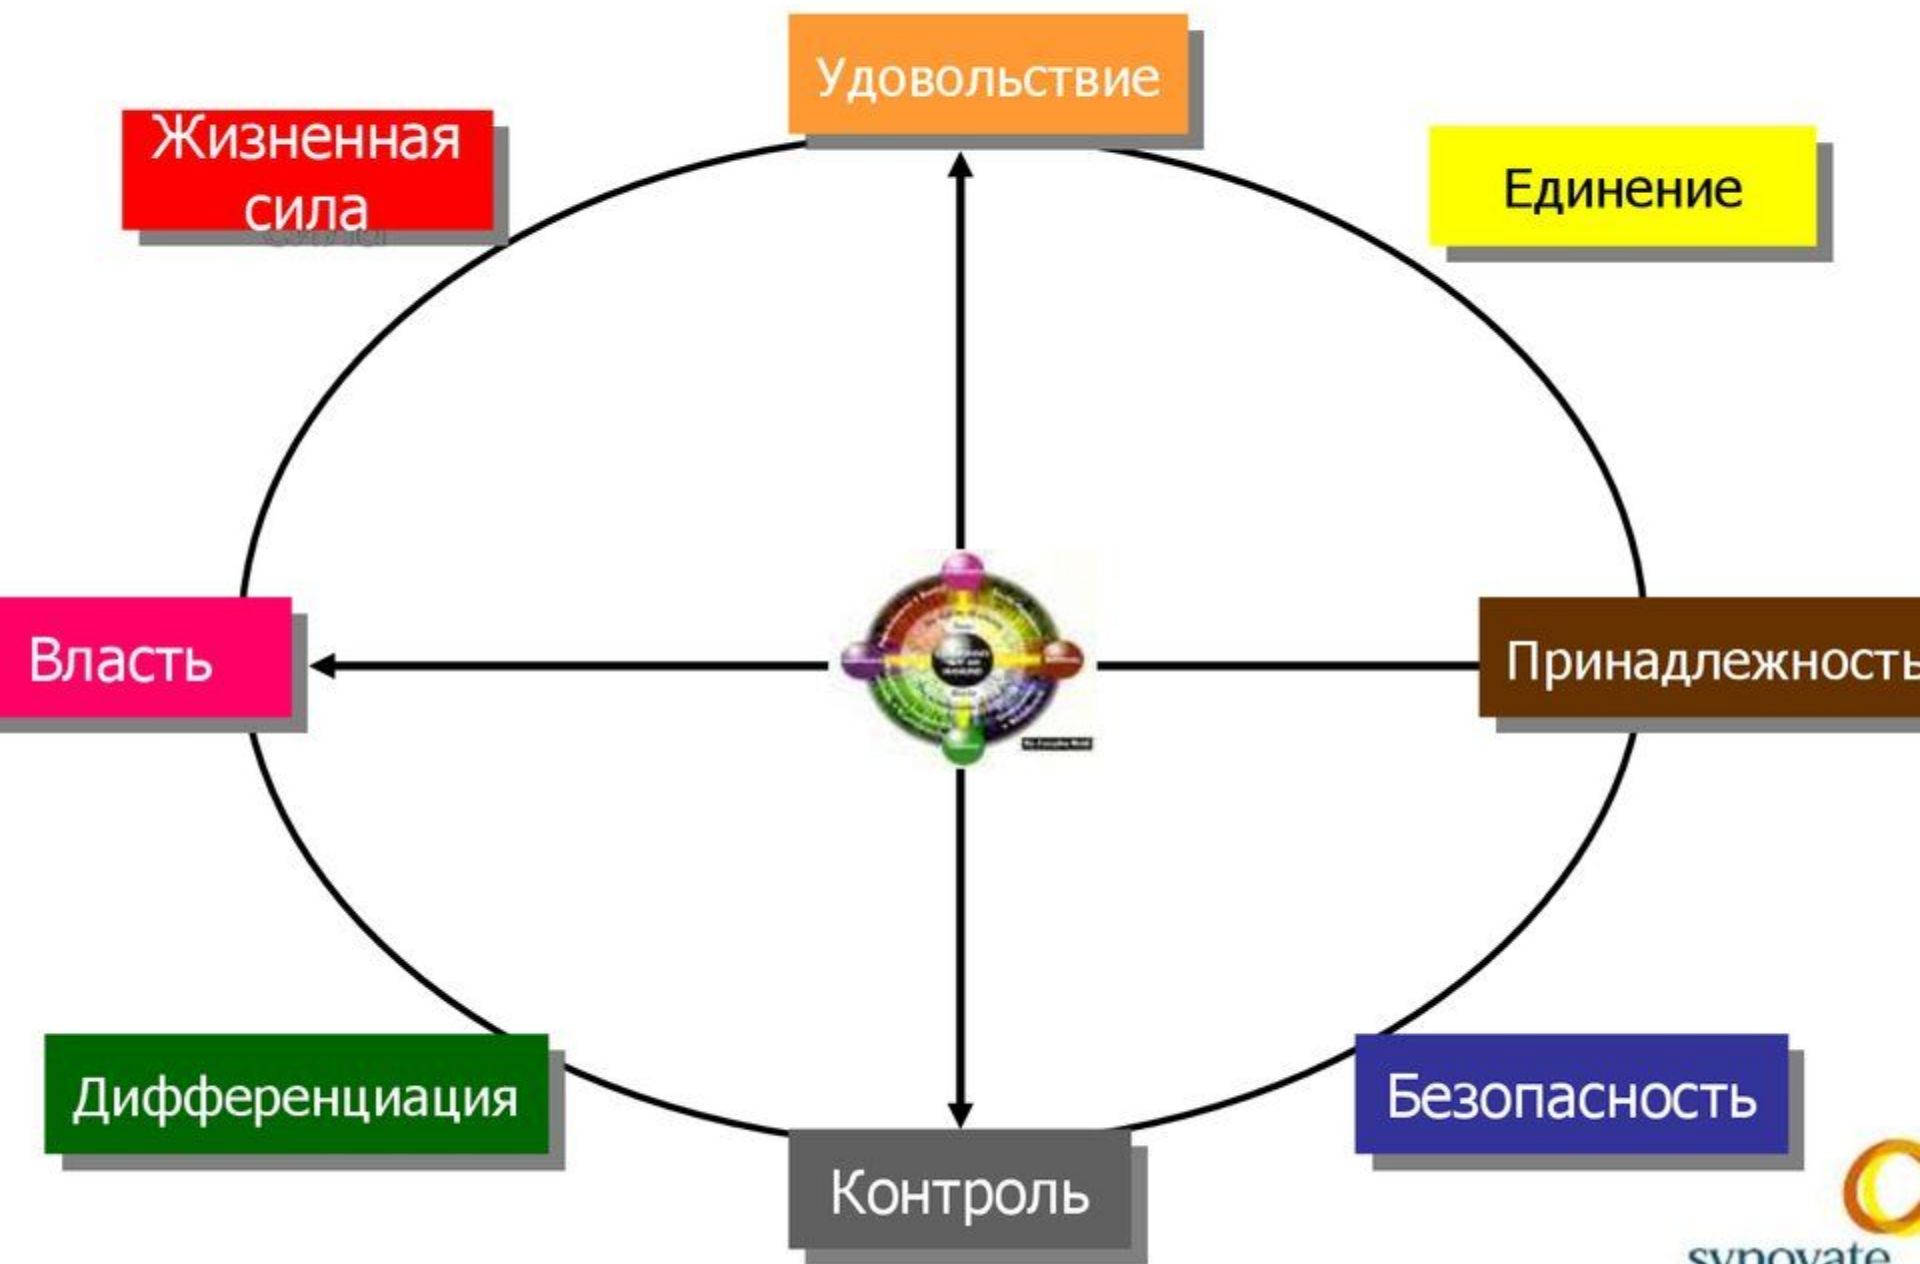 Удовольствие
Жизненная
сила
Единение
Власть
Принадлежность
Дифференциация
Безопасность
Контроль
synovate